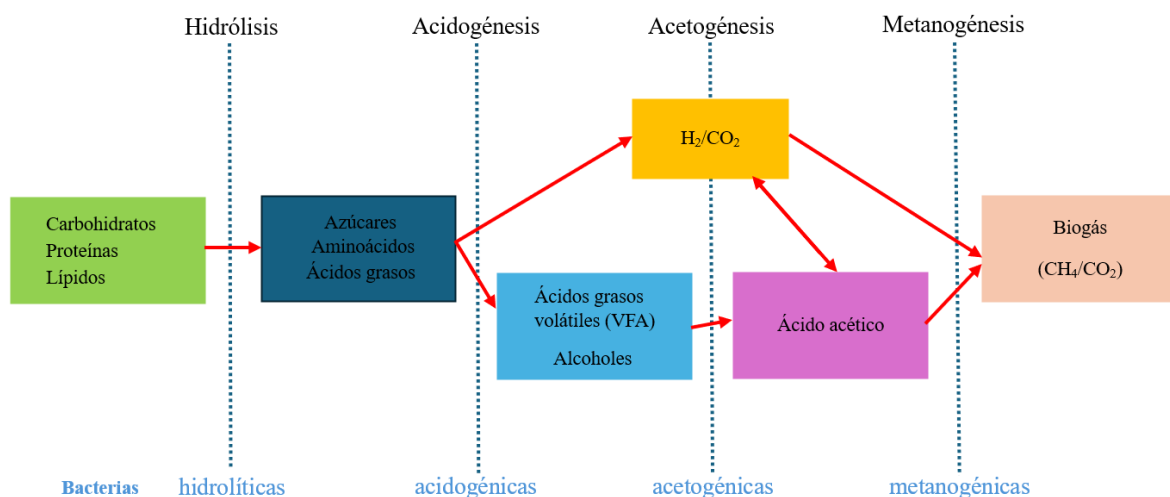 Hidrólisis
Acidogénesis
Acetogénesis
Metanogénesis
H₂/CO₂
Carbohidratos
Proteínas
Lípidos
Azúcares
Aminoácidos
Ácidos grasos
Ácidos grasos
volátiles (VFA)
Alcoholes
Ácido acético
Biogás
(CH₄/CO₂)
Bacterias
hidrolíticas
acidogénicas
acetogénicas
metanogénicas